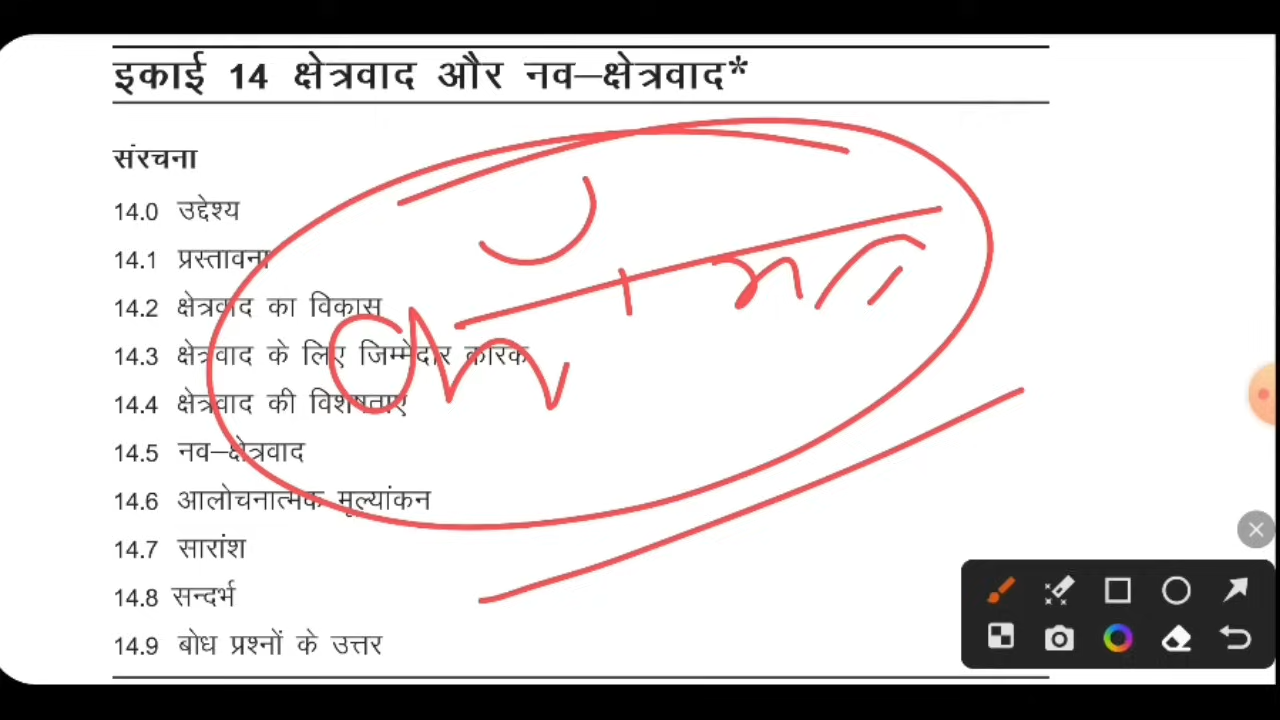 इकाई 14 क्षेत्रवाद और नव–क्षेत्रवाद*
संरचना
14.0 उद्देश्य
14.1 प्रस्तावना
14.2 क्षेत्रवाद का विकास
14.3 क्षेत्रवाद के लिए जिम्मेदार कारक
14.4 क्षेत्रवाद की विशेषताएं
14.5 नव–क्षेत्रवाद
14.6 आलोचनात्मक मूल्यांकन
14.7 सारांश
14.8 सन्दर्भ
14.9 बोध प्रश्नों के उत्तर